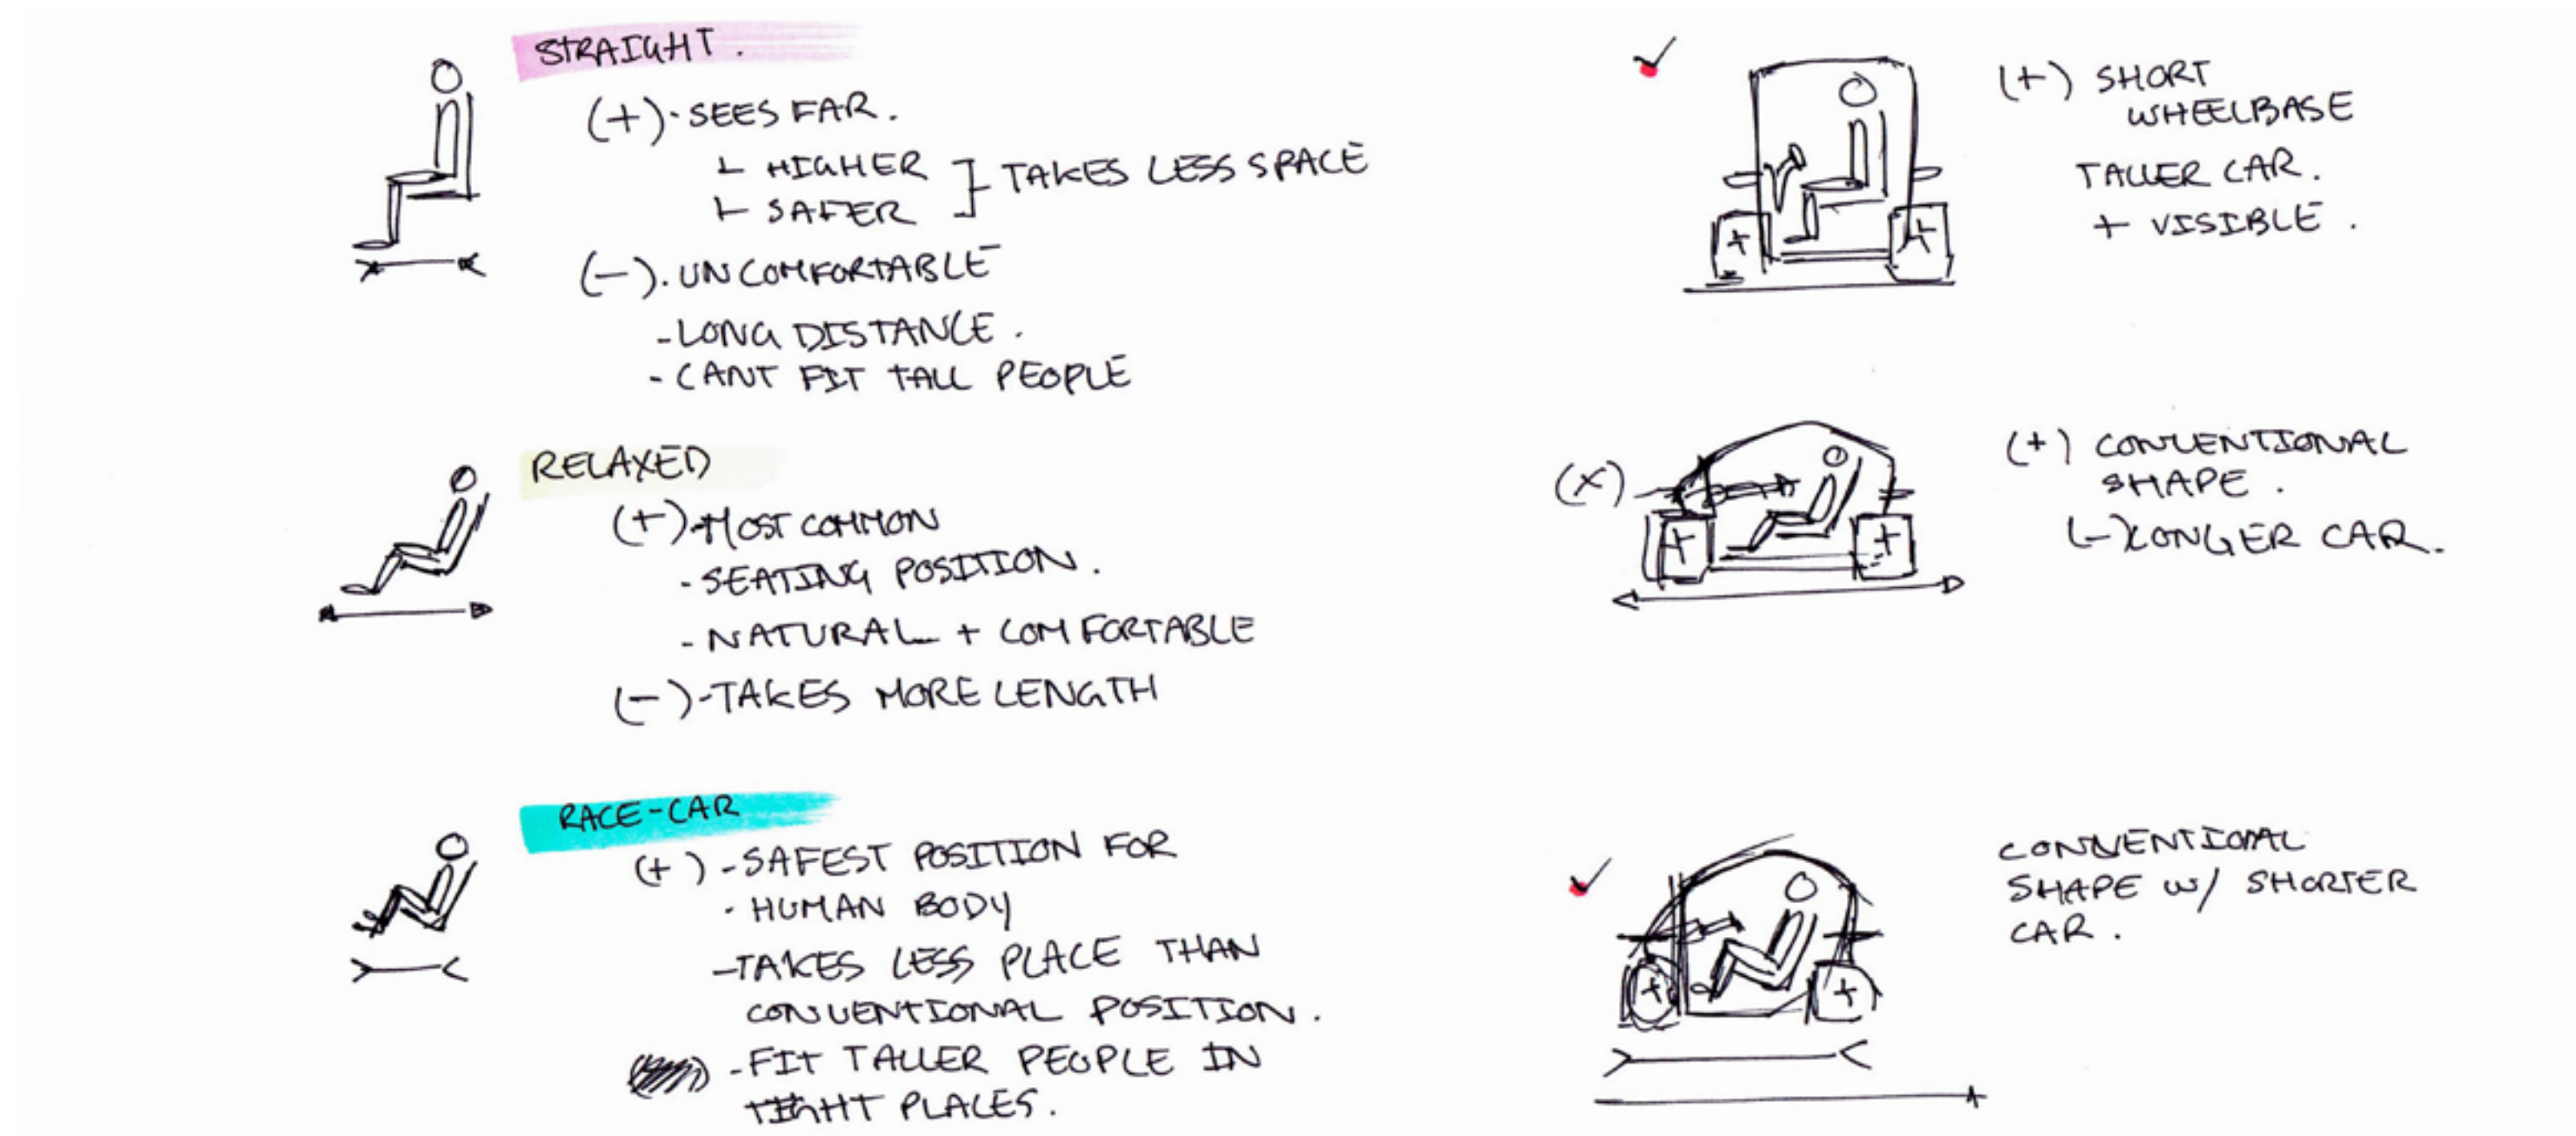 STRAIGHT.
(+)·SEES FAR.
HIGHER
SAFER
] TAKES LESS SPACE
(-).UNCOMFORTABLE
-LONG DISTANCE.
-CANT FIT TALL PEOPLE
RELAXED
(+)-MOST COMMON
-SEATING POSITION.
-NATURAL + COMFORTABLE
(-)-TAKES MORE LENGTH
RACE-CAR
(+) -SAFEST POSITION FOR
· HUMAN BODY
-TAKES LESS PLACE THAN
CONVENTIONAL POSITION.
-FIT TALLER PEOPLE IN
TIGHT PLACES.
(+) SHORT
WHEELBASE
TALLER CAR.
+ VISIBLE.
(X)
(+) CONVENTIONAL
SHAPE.
(-) LONGER CAR.
CONVENTIONAL
SHAPE W/ SHORTER
CAR.